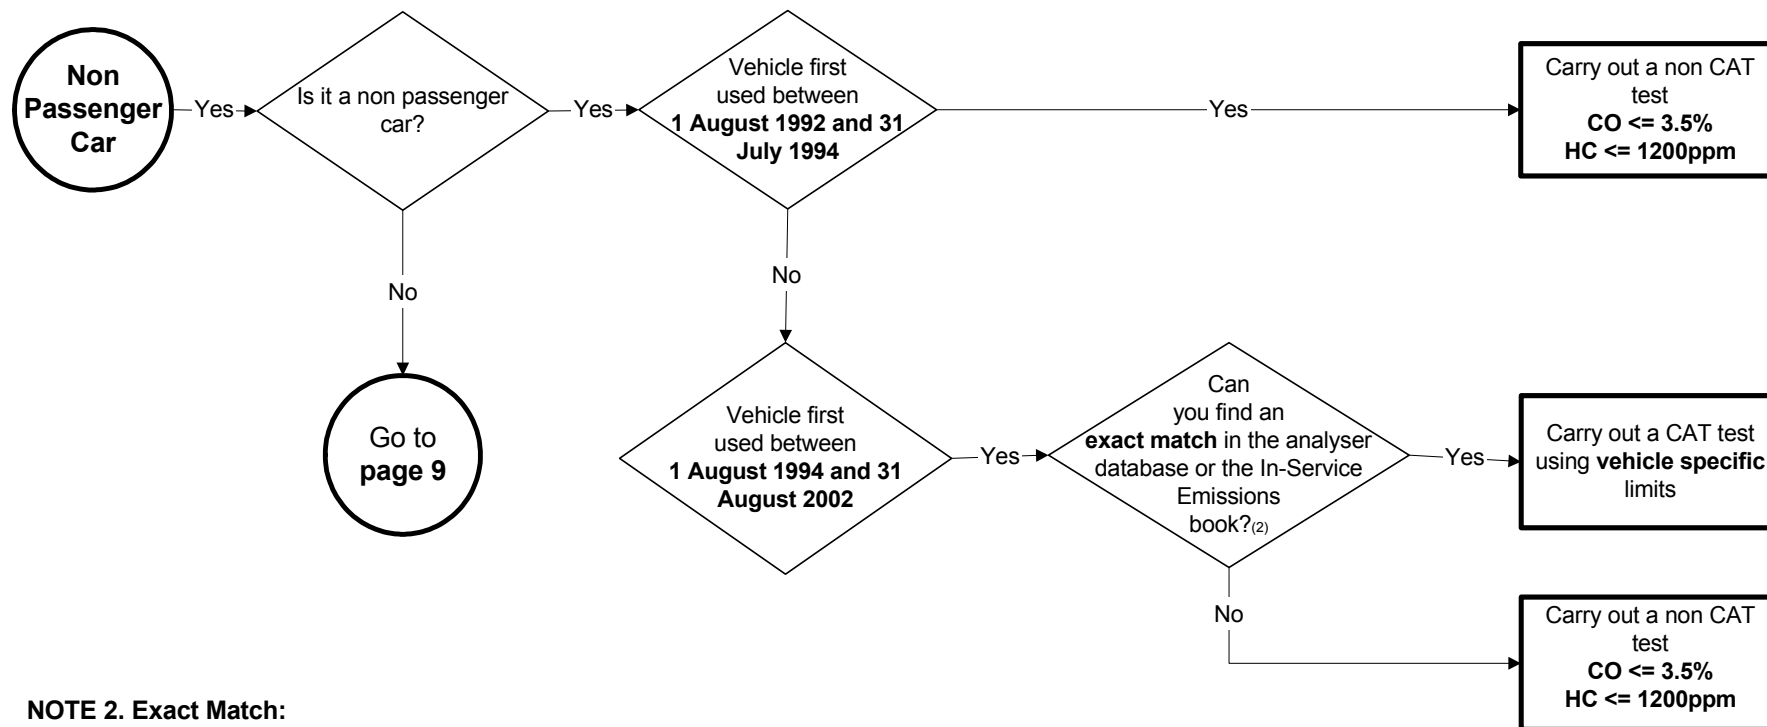 Non
Passenger
Car
Yes
Is it a non passenger
car?
Yes
Vehicle first
used between
1 August 1992 and 31
July 1994
Yes
Carry out a non CAT
test
CO <= 3.5%
HC <= 1200ppm
No
No
Go to
page 9
Vehicle first
used between
1 August 1994 and 31
August 2002
Yes
Can
you find an
exact match in the analyser
database or the In-Service
Emissions
book?(2)
Yes
Carry out a CAT test
using vehicle specific
limits
No
Carry out a non CAT
test
CO <= 3.5%
HC <= 1200ppm
NOTE 2. Exact Match: